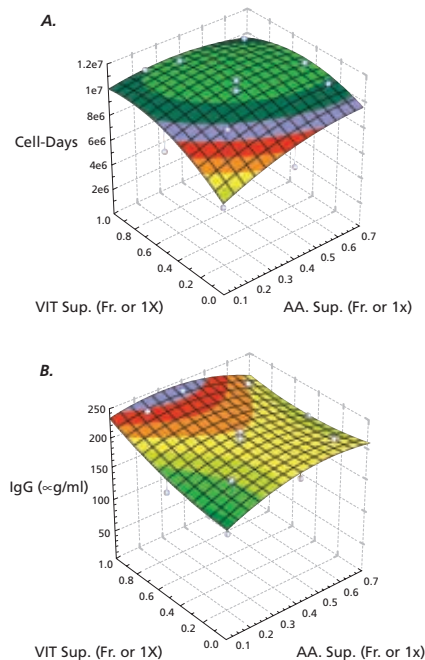 A.
1.2e7
1e7
8e6
6e6
4e6
2e6
Cell-Days
1.0
0.8
0.6
0.4
0.2
0.0
0.1
0.2
0.3
0.4
0.5
0.6
0.7
VIT Sup. (Fr. or 1X)
AA. Sup. (Fr. or 1x)
B.
250
200
150
100
50
IgG (∝g/ml)
1.0
0.8
0.6
0.4
0.2
0.0
0.1
0.2
0.3
0.4
0.5
0.6
0.7
VIT Sup. (Fr. or 1X)
AA. Sup. (Fr. or 1x)